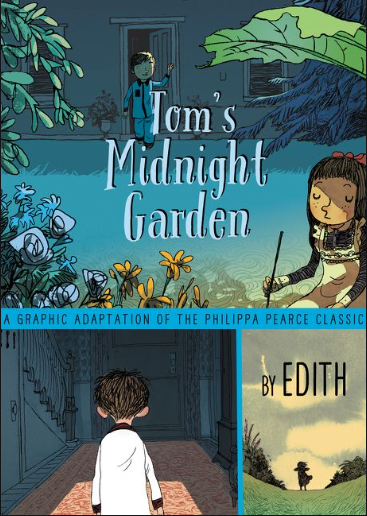 Tom's
Midnight
Garden
A GRAPHIC ADAPTATION OF THE PHILIPPA PEARCE CLASSIC
BY EDITH